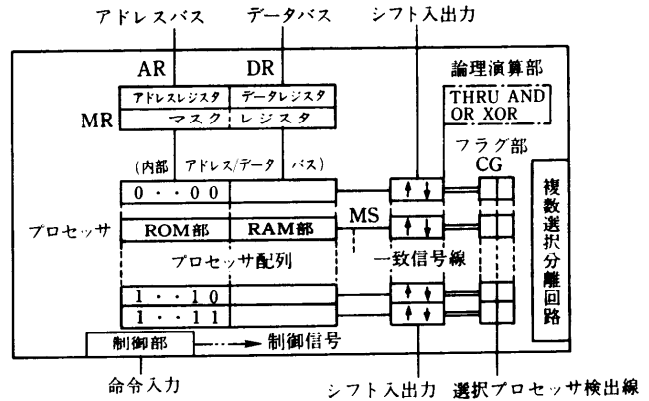 アドレスバス データバス シフト入出力
AR DR 論理演算部
アドレスレジスタ データレジスタ THRU AND
MR マスク レジスタ OR XOR
フラグ部
(内部 アドレス/データ バス) CG
0・・00
MS
プロセッサ ROM部 RAM部
プロセッサ配列 一致信号線
複数選択分離回路
1・・10
1・・11
制御部 制御信号
命令入力 シフト入出力 選択プロセッサ検出線